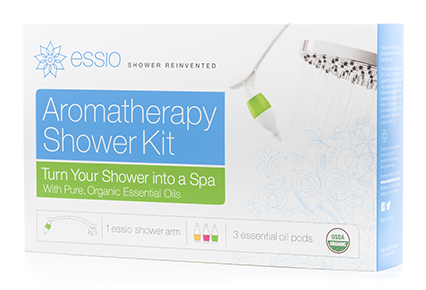 essio SHOWER REINVENTED
Aromatherapy
Shower Kit
Turn Your Shower into a Spa
With Pure, Organic Essential Oils
1 essio shower arm
3 essential oil pods
USDA
ORGANIC